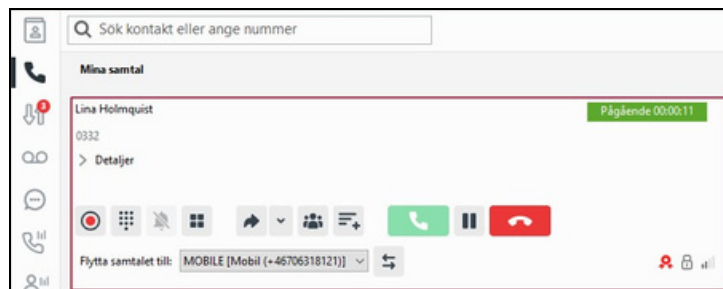 Sök kontakt eller ange nummer
Mina samtal
3
Lina Holmquist
Pågående 00:00:11
0332
Detaljer
Flytta samtalet till: MOBILE [Mobil (+46706318121)]